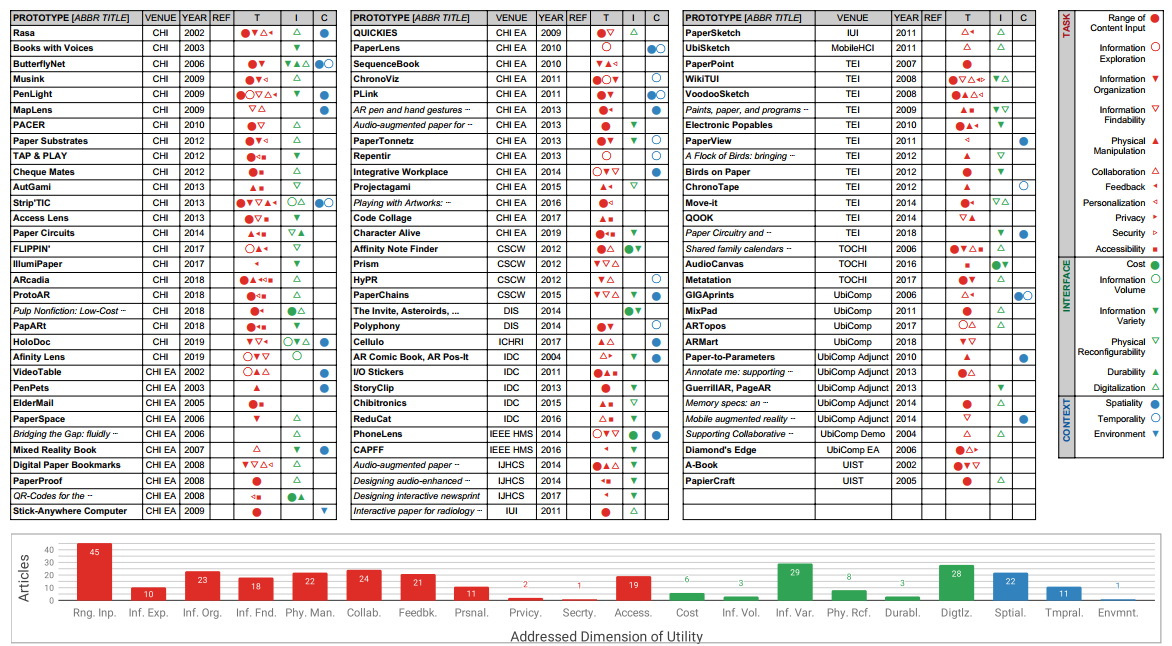 PROTOTYPE [ABBR TITLE] VENUE YEAR REF T I C
Rasa CHI 2002
Books with Voices CHI 2003
ButterflyNet CHI 2006
Musink CHI 2009
PenLight CHI 2009
MapLens CHI 2009
PACER CHI 2010
Paper Substrates CHI 2012
TAP & PLAY CHI 2012
Cheque Mates CHI 2012
AutGami CHI 2013
Strip'TIC CHI 2013
Access Lens CHI 2013
Paper Circuits CHI 2014
FLIPPIN' CHI 2017
IllumiPaper CHI 2017
ARcadia CHI 2018
ProtoAR CHI 2018
Pulp Nonfiction: Low-Cost ··· CHI 2018
PapARt CHI 2018
HoloDoc CHI 2019
Afinity Lens CHI 2019
VideoTable CHI EA 2002
PenPets CHI EA 2003
ElderMail CHI EA 2005
PaperSpace CHI EA 2006
Bridging the Gap: fluidly ··· CHI EA 2006
Mixed Reality Book CHI EA 2007
Digital Paper Bookmarks CHI EA 2008
PaperProof CHI EA 2008
QR-Codes for the ··· CHI EA 2008
Stick-Anywhere Computer CHI EA 2009
PROTOTYPE [ABBR TITLE] VENUE YEAR REF T I C
QUICKIES CHI EA 2009
PaperLens CHI EA 2010
SequenceBook CHI EA 2010
ChronoViz CHI EA 2011
PLink CHI EA 2011
AR pen and hand gestures ··· CHI EA 2013
Audio-augmented paper for ··· CHI EA 2013
PaperTonnetz CHI EA 2013
Repentir CHI EA 2013
Integrative Workplace CHI EA 2014
Projectagami CHI EA 2015
Playing with Artworks: ··· CHI EA 2016
Code Collage CHI EA 2017
Character Alive CHI EA 2019
Affinity Note Finder CSCW 2012
Prism CSCW 2012
HyPR CSCW 2012
PaperChains CSCW 2015
The Invite, Asteroirds, ... DIS 2014
Polyphony DIS 2014
Cellulo ICHRI 2017
AR Comic Book, AR Pos-It IDC 2004
I/O Stickers IDC 2011
StoryClip IDC 2013
Chibitronics IDC 2015
ReduCat IDC 2016
PhoneLens IEEE HMS 2014
CAPFF IEEE HMS 2016
Audio-augmented paper ··· IJHCS 2014
Designing audio-enhanced ··· IJHCS 2014
Designing interactive newsprint IJHCS 2017
Interactive paper for radiology ··· IUI 2011
PROTOTYPE [ABBR TITLE] VENUE YEAR REF T I C
PaperSketch IUI 2011
UbiSketch MobileHCI 2011
PaperPoint TEI 2007
WikiTUI TEI 2008
VoodooSketch TEI 2008
Paints, paper, and programs ··· TEI 2009
Electronic Popables TEI 2010
PaperView TEI 2011
A Flock of Birds: bringing ··· TEI 2012
Birds on Paper TEI 2012
ChronoTape TEI 2012
Move-it TEI 2014
QOOK TEI 2014
Paper Circuitry and ··· TEI 2018
Shared family calendars ··· TOCHI 2006
AudioCanvas TOCHI 2016
Metatation TOCHI 2017
GIGAprints UbiComp 2006
MixPad UbiComp 2011
ARTopos UbiComp 2017
ARMart UbiComp 2018
Paper-to-Parameters UbiComp Adjunct 2010
Annotate me: supporting ··· UbiComp Adjunct 2013
GuerrilIAR, PageAR UbiComp Adjunct 2013
Memory specs: an ··· UbiComp Adjunct 2014
Mobile augmented reality ··· UbiComp Adjunct 2014
Supporting Collaborative ··· UbiComp Demo 2004
Diamond's Edge UbiComp EA 2006
A-Book UIST 2002
PaperCraft UIST 2005
TASK
Range of
Content Input
Information
Exploration
Information
Organization
Information
Findability
Physical
Manipulation
Collaboration
Feedback
Personalization
Privacy
Security
Accessibility
INTERFACE
Cost
Information
Volume
Information
Variety
Physical
Reconfigurability
Durability
Digitalization
CONTEXT
Spatiality
Temporality
Environment
Articles
40
30
20
10
0
45 10 23 18 22 24 21 11 2 1 19 6 3 29 8 3 28 22 11 1
Rng. Inp. Inf. Exp. Inf. Org. Inf. Fnd. Phy. Man. Collab. Feedbk. Prsnal. Prvicy. Secrty. Access. Cost Inf. Vol. Inf. Var. Phy. Rcf. Durabl. Digtlz. Sptial. Tmpral. Envmnt.
Addressed Dimension of Utility